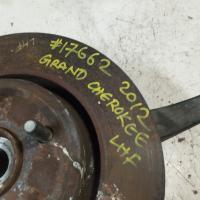 #17662 2012
GRAND CHEROKEE
LHF